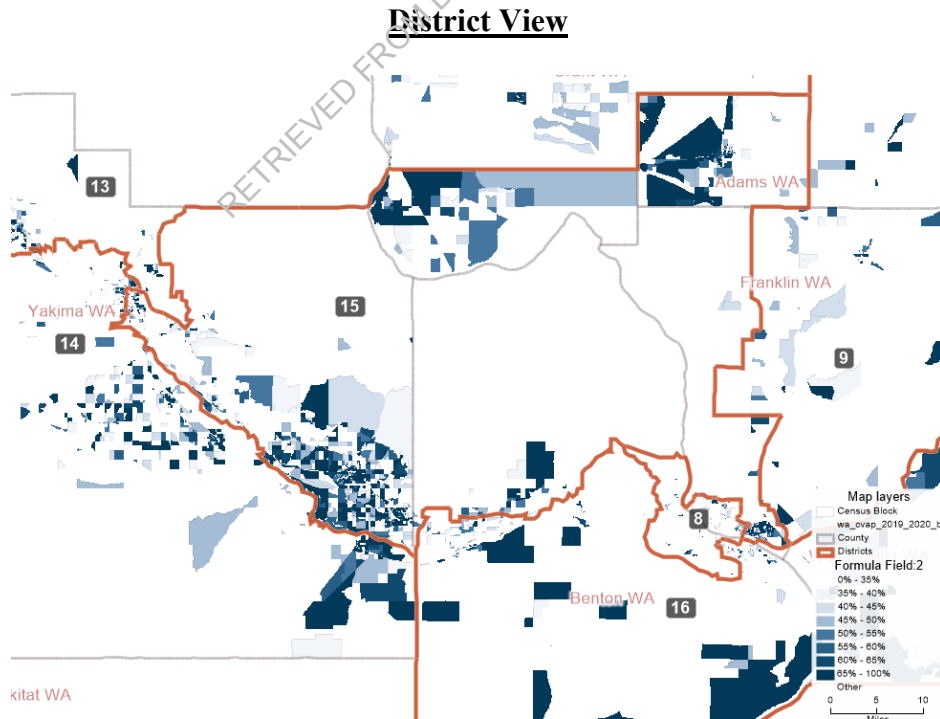 District View
RETRIEVED FROM
13
Adams WA
Franklin WA
15
Yakima WA
14
9
8
Benton WA
16
kitat WA
Map layers
Census Block
wa_cvap_2019_2020_b
County
Districts
Formula Field:2
0% - 35%
35% - 40%
40% - 45%
45% - 50%
50% - 55%
55% - 60%
60% - 65%
65% - 100%
Other
0 5 10
Miles